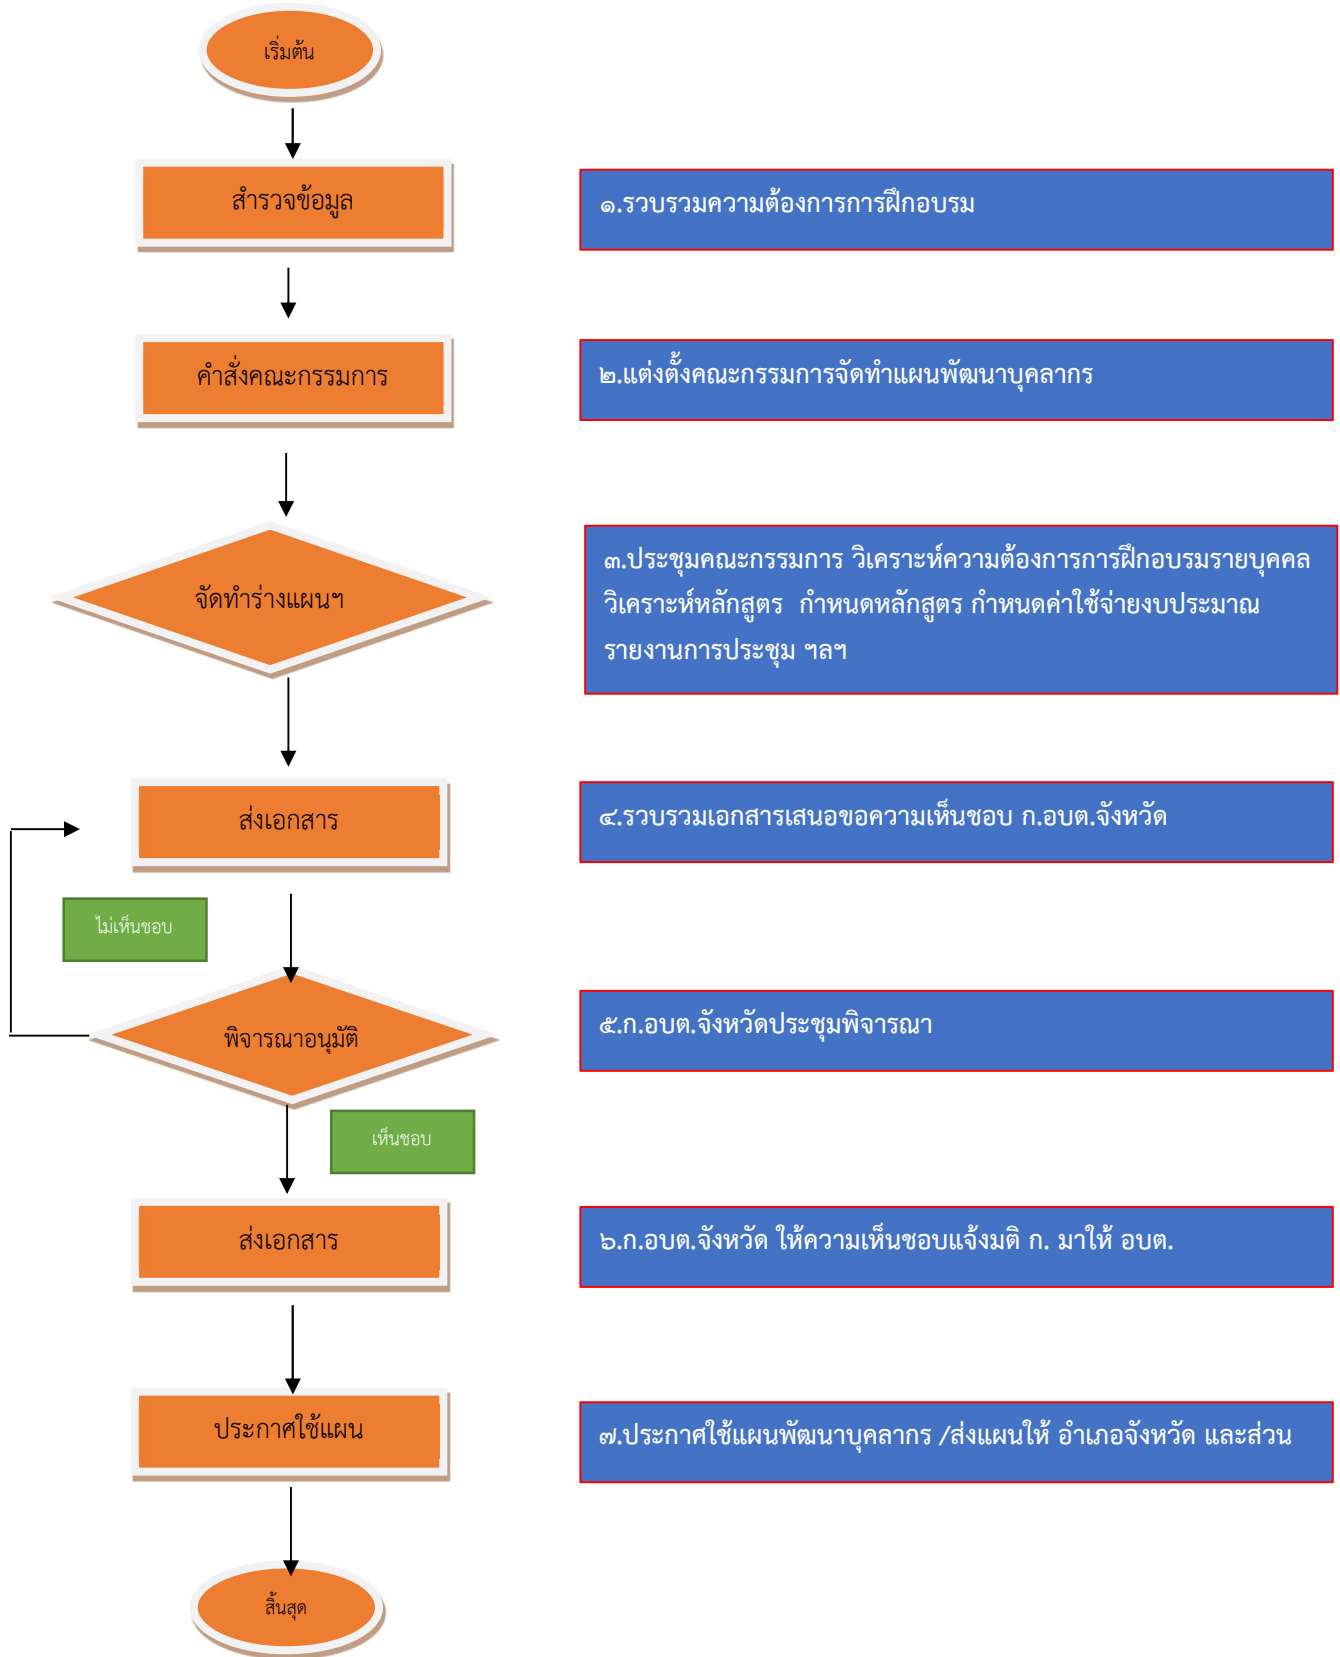 เริ่มต้น
สำรวจข้อมูล
๑.รวบรวมความต้องการการฝึกอบรม
คำสั่งคณะกรรมการ
๒.แต่งตั้งคณะกรรมการจัดทำแผนพัฒนาบุคลากร
จัดทำร่างแผนฯ
๓.ประชุมคณะกรรมการ วิเคราะห์ความต้องการการฝึกอบรมรายบุคคล
วิเคราะห์หลักสูตร กำหนดหลักสูตร กำหนดค่าใช้จ่ายงบประมาณ
รายงานการประชุม ฯลฯ
ส่งเอกสาร
๔.รวบรวมเอกสารเสนอขอความเห็นชอบ ก.อบต.จังหวัด
ไม่เห็นชอบ
พิจารณาอนุมัติ
๕.ก.อบต.จังหวัดประชุมพิจารณา
เห็นชอบ
ส่งเอกสาร
๖.ก.อบต.จังหวัด ให้ความเห็นชอบแจ้งมติ ก. มาให้ อบต.
ประกาศใช้แผน
๗.ประกาศใช้แผนพัฒนาบุคลากร /ส่งแผนให้ อำเภอจังหวัด และส่วน
สิ้นสุด